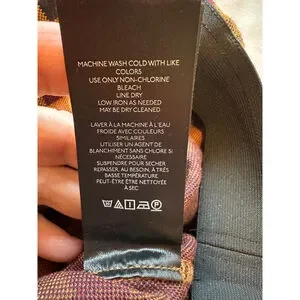 MACHINE WASH COLD WITH LIKE
COLORS
USE ONLY NON-CHLORINE
BLEACH
LINE DRY
LOW IRON AS NEEDED
MAY BE DRY CLEANED
LAVER À LA MACHINE À L'EAU
FROIDE AVEC COULEURS
SIMILAIRES
UTILISER UN AGENT DE
BLANCHIMENT SANS CHLORE SI
NÉCESSAIRE
SUSPENDRE POUR SECHER
REPASSER, AU BESOIN, À TRÈS
BASSE TEMPÉRATURE
PEUT-ÊTRE ÊTRE NETTOYÉE
À SEC